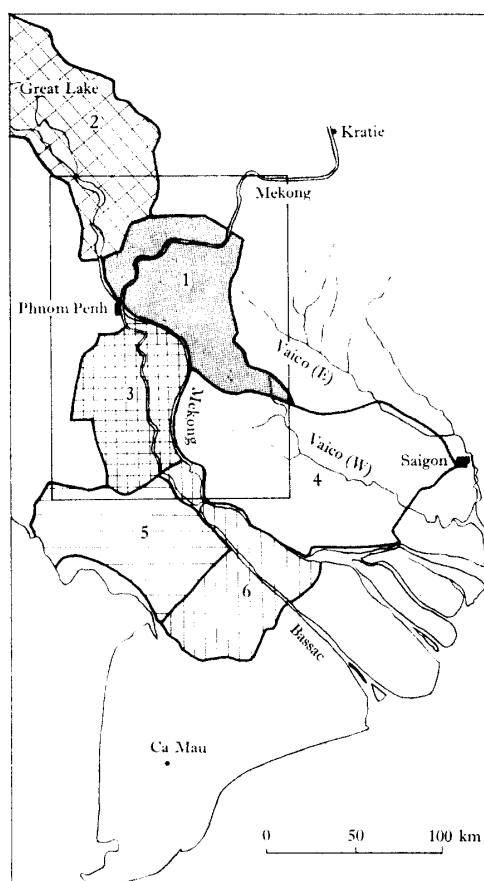 Great Lake
2
Kratie
Mekong
1
Phnom Penh
Vaico (E)
3
Mekong
Vaico (W)
Saigon
4
5
6
Bassac
Ca Mau
0 50 100 km